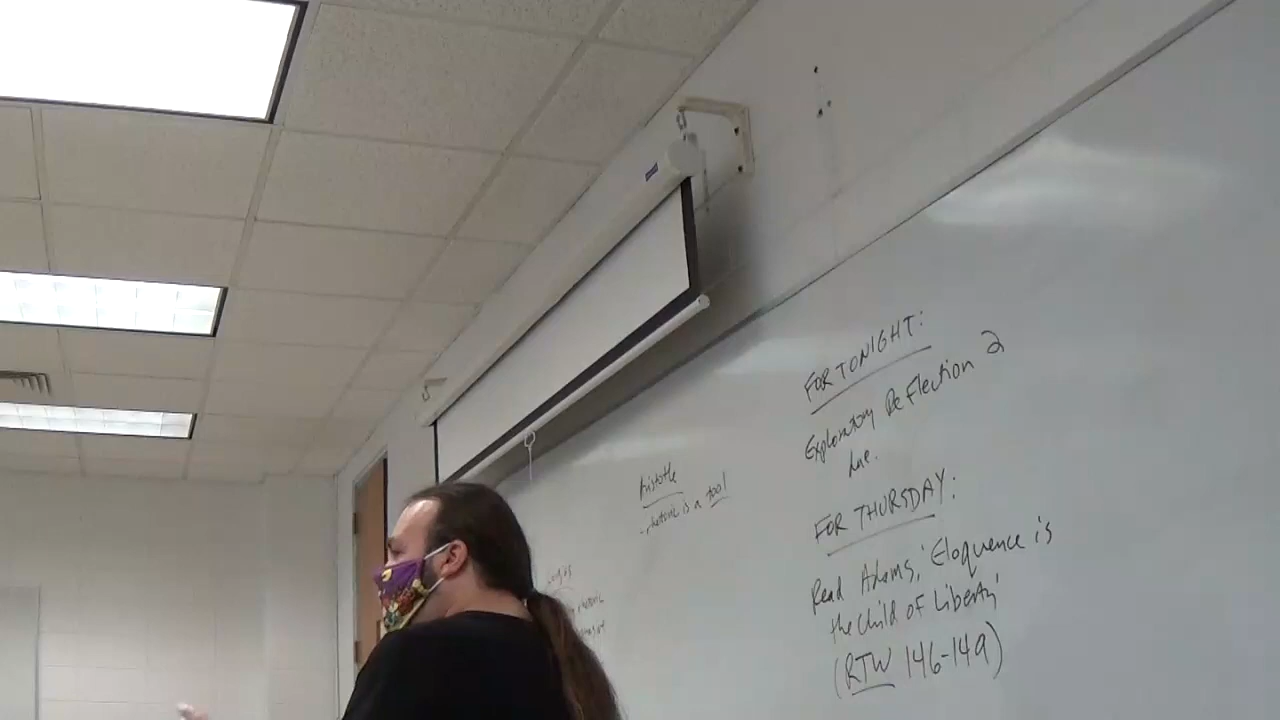 Aristotle
- rhetoric is a tool
rhetoric
FOR TONIGHT:
Exploratory Reflection 2
due.
FOR THURSDAY:
Read Adams, 'Eloquence is
the Child of Liberty'
(RTW 146-149)